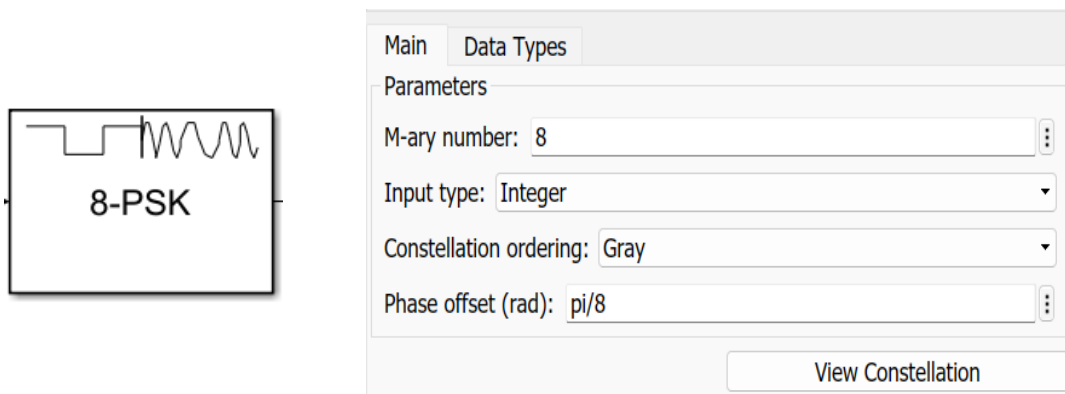 8-PSK
Main Data Types
Parameters
M-ary number: 8
Input type: Integer
Constellation ordering: Gray
Phase offset (rad): pi/8
View Constellation